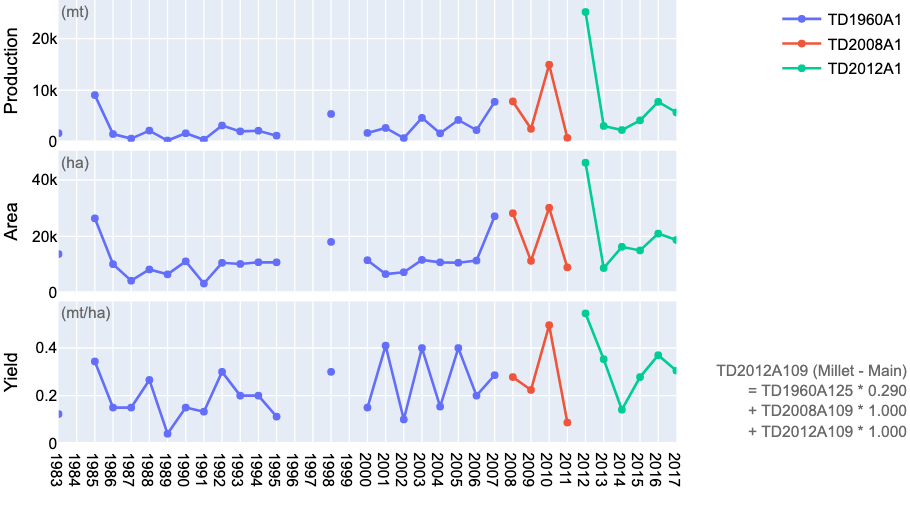 (mt)
Production
20k
10k
0
TD1960A1
TD2008A1
TD2012A1
(ha)
Area
40k
20k
0
(mt/ha)
Yield
0.4
0.2
0
TD2012A109 (Millet - Main)
= TD1960A125 * 0.290
+ TD2008A109 * 1.000
+ TD2012A109 * 1.000
1983 1984 1985 1986 1987 1988 1989 1990 1991 1992 1993 1994 1995 1996 1997 1998 1999 2000 2001 2002 2003 2004 2005 2006 2007 2008 2009 2010 2011 2012 2013 2014 2015 2016 2017